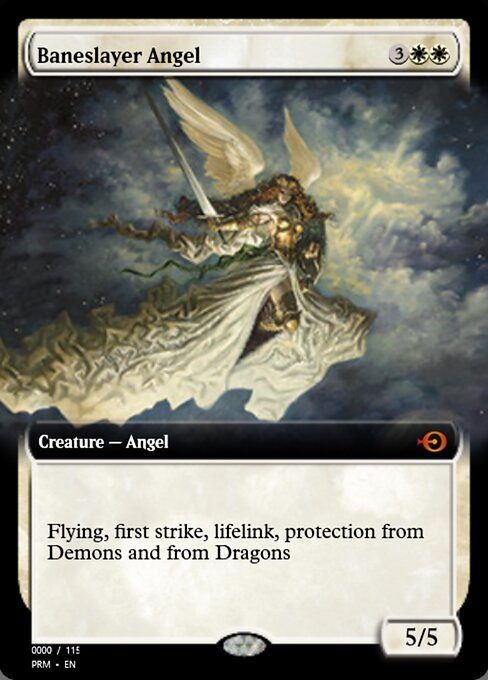 Baneslayer Angel 3
Creature — Angel
Flying, first strike, lifelink, protection from
Demons and from Dragons
5/5
0000 / 115
PRM • EN